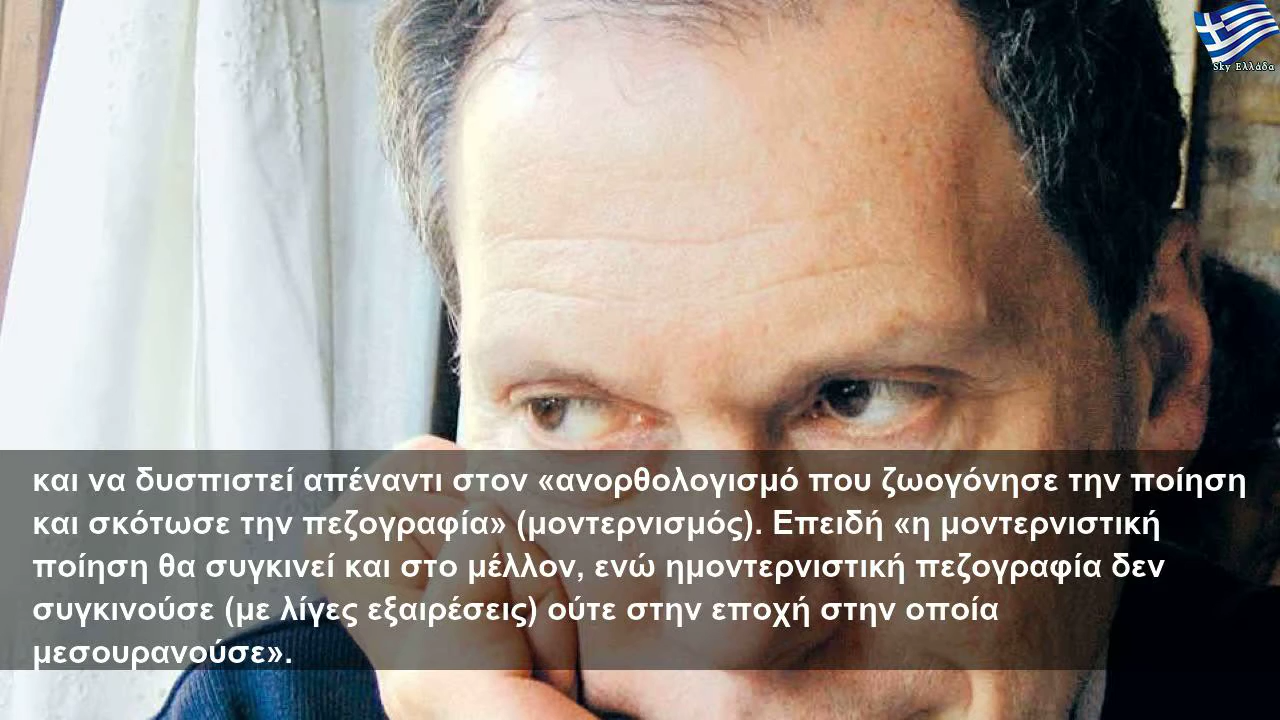 Sky Ελλάδα
και να δυσπιστεί απέναντι στον «ανορθολογισμό που ζωογόνησε την ποίηση
και σκότωσε την πεζογραφία» (μοντερνισμός). Επειδή «η μοντερνιστική
ποίηση θα συγκινεί και στο μέλλον, ενώ ημοντερνιστική πεζογραφία δεν
συγκινούσε (με λίγες εξαιρέσεις) ούτε στην εποχή στην οποία
μεσουρανούσε».